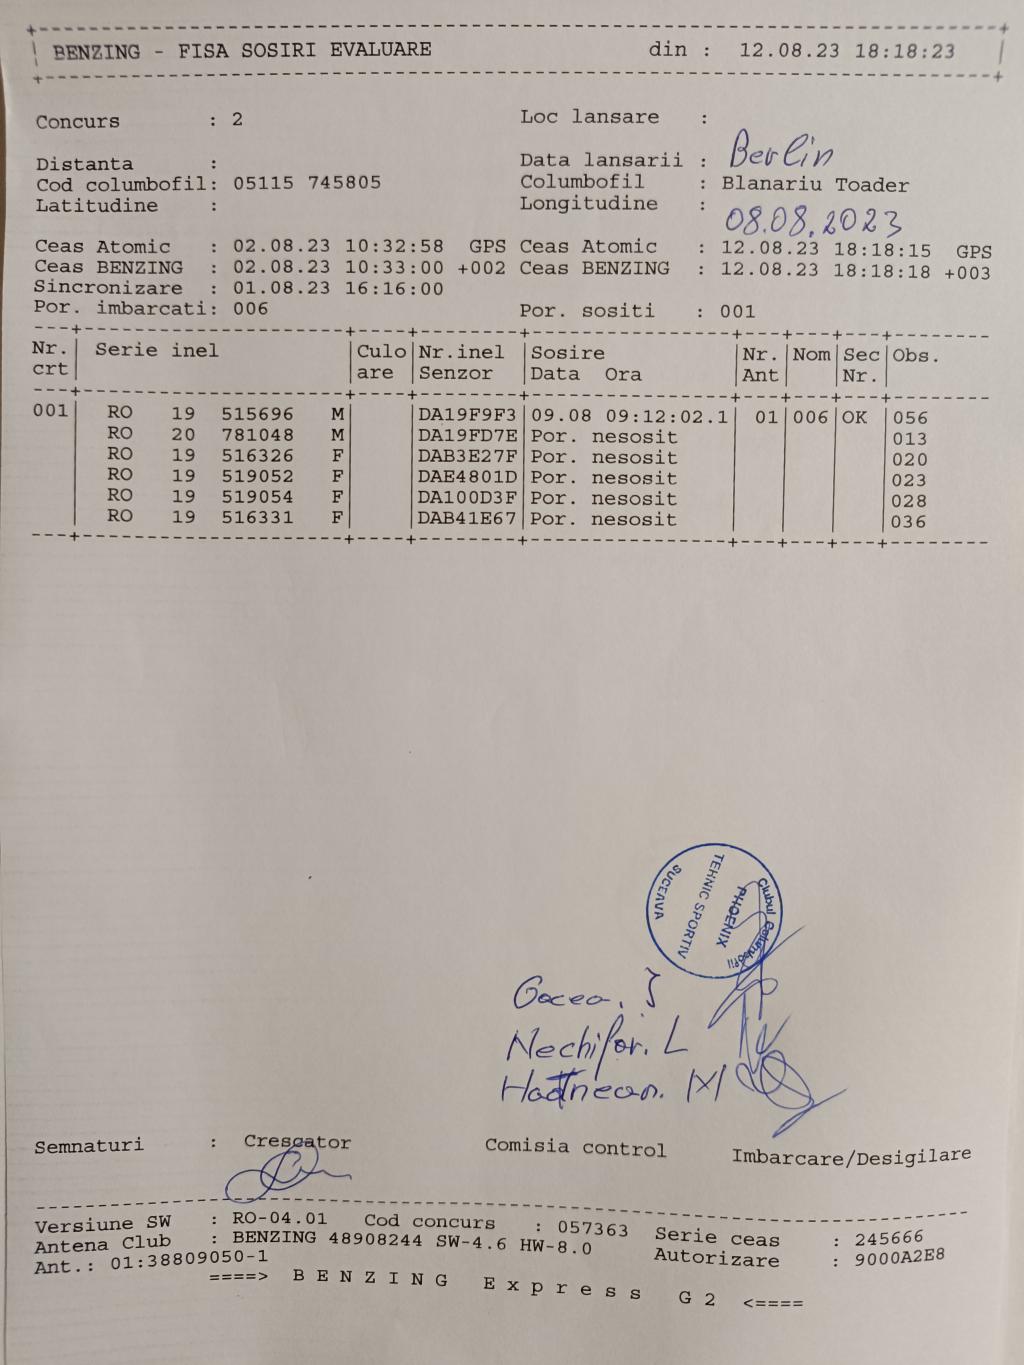 BENZING - FISA SOSIRI EVALUARE din : 12.08.23 18:18:23
Concurs : 2 Loc lansare :
Berlin
Distanta : Data lansarii :
Cod columbofil: 05115 745805 Columbofil : Blanariu Toader
Latitudine : Longitudine :
08.08.2023
Ceas Atomic : 02.08.23 10:32:58 GPS Ceas Atomic : 12.08.23 18:18:15 GPS
Ceas BENZING : 02.08.23 10:33:00 +002 Ceas BENZING : 12.08.23 18:18:18 +003
Sincronizare : 01.08.23 16:16:00
Por. imbarcati: 006 Por. sositi : 001
Nr. Serie inel Culo Nr.inel Sosire Nr. Nom Sec Obs.
crt are Senzor Data Ora Ant Nr.
001 RO 19 515696 M DA19F9F3 09.08 09:12:02.1 01 006 OK 056
RO 20 781048 M DA19FD7E Por. nesosit 013
RO 19 516326 F DAB3E27F Por. nesosit 020
RO 19 519052 F DAE4801D Por. nesosit 023
RO 19 519054 F DA100D3F Por. nesosit 028
RO 19 516331 F DAB41E67 Por. nesosit 036
Clubul Columbofil
PHOENIX
TEHNIC SPORTIV
SUCEAVA
Nechifor. L
Semnaturi : Crescator Comisia control Imbarcare/Desigilare
Versiune SW : RO-04.01 Cod concurs : 057363 Serie ceas : 245666
Antena Club : BENZING 48908244 SW-4.6 HW-8.0 Autorizare : 9000A2E8
Ant.: 01:38809050-1
====> B E N Z I N G E x p r e s s G 2 <====